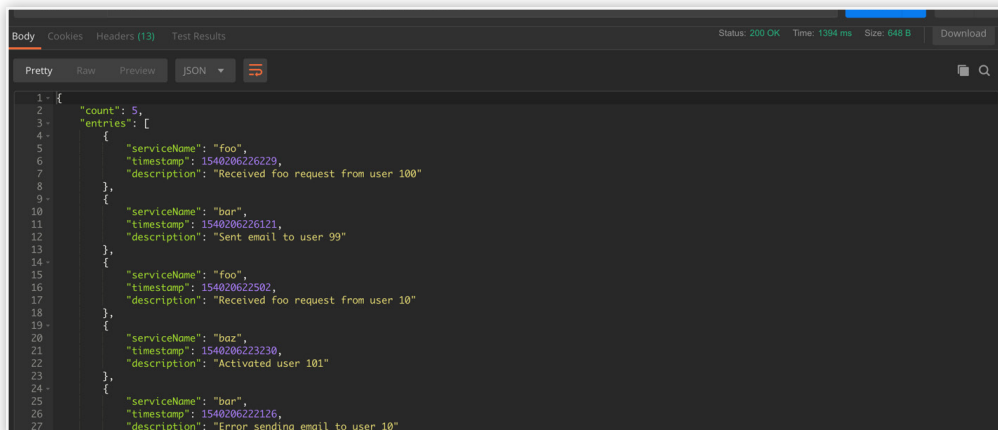 Body Cookies Headers (13) Test Results Status: 200 OK Time: 1394 ms Size: 648 B Download
Pretty Raw Preview JSON
1 {
2 "count": 5,
3 "entries": [
4 {
5 "serviceName": "foo",
6 "timestamp": 1540206226229,
7 "description": "Received foo request from user 100"
8 },
9 {
10 "serviceName": "bar",
11 "timestamp": 1540206226121,
12 "description": "Sent email to user 99"
13 },
14 {
15 "serviceName": "foo",
16 "timestamp": 154020622502,
17 "description": "Received foo request from user 10"
18 },
19 {
20 "serviceName": "baz",
21 "timestamp": 1540206223230,
22 "description": "Activated user 101"
23 },
24 {
25 "serviceName": "bar",
26 "timestamp": 1540206222126,
27 "description": "Error sending email to user 10"